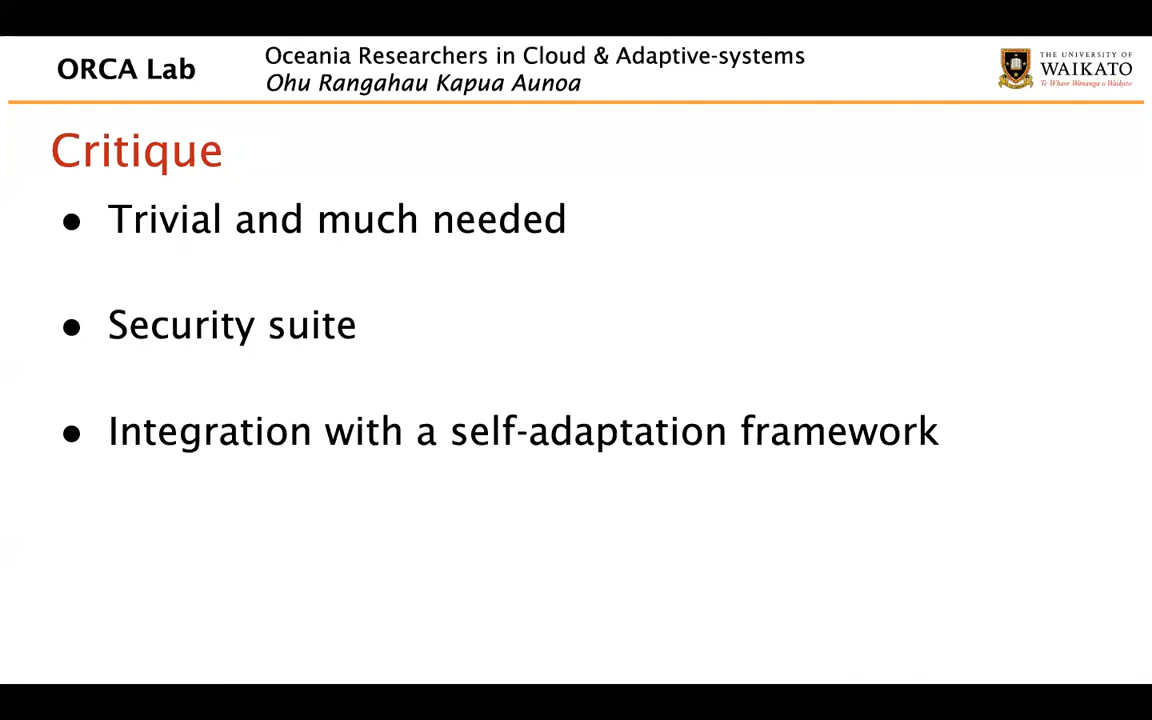 ORCA Lab
Oceania Researchers in Cloud & Adaptive-systems
Ohu Rangahau Kapua Aunoa
THE UNIVERSITY OF
WAIKATO
Te Whare Wānanga o Waikato
Critique
● Trivial and much needed
● Security suite
● Integration with a self-adaptation framework